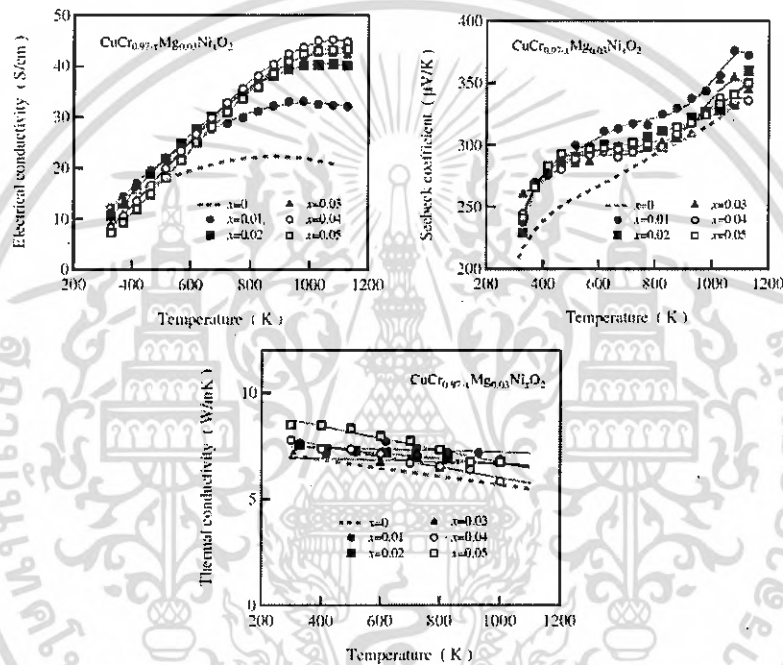 CuCr0.97-xMg0.03NixO2
Electrical conductivity ( S/cm )
50
40
30
20
10
0
x=0
x=0.01,
x=0.02
x=0.03
x=0.04
x=0.05
200 400 600 800 1000 1200
Temperature ( K )
CuCr0.97-xMg0.03NixO2
Seebeck coefficient ( μV/K )
400
350
300
250
200
x=0
x=0.01
x=0.02
x=0.03
x=0.04
x=0.05
200 400 600 800 1000 1200
Temperature ( K )
CuCr0.97-xMg0.03NixO2
Thermal conductivity ( W/mK )
10
5
0
x=0
x=0.01
x=0.02
x=0.03
x=0.04
x=0.05
200 400 600 800 1000 1200
Temperature ( K )